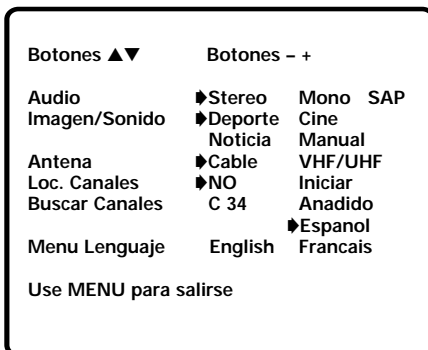 Botones ▲▼ Botones – +
Audio ➧Stereo Mono SAP
Imagen/Sonido ➧Deporte Cine
Noticia Manual
Antena ➧Cable VHF/UHF
Loc. Canales ➧NO Iniciar
Buscar Canales C 34 Anadido
➧Espanol
Menu Lenguaje English Francais
Use MENU para salirse